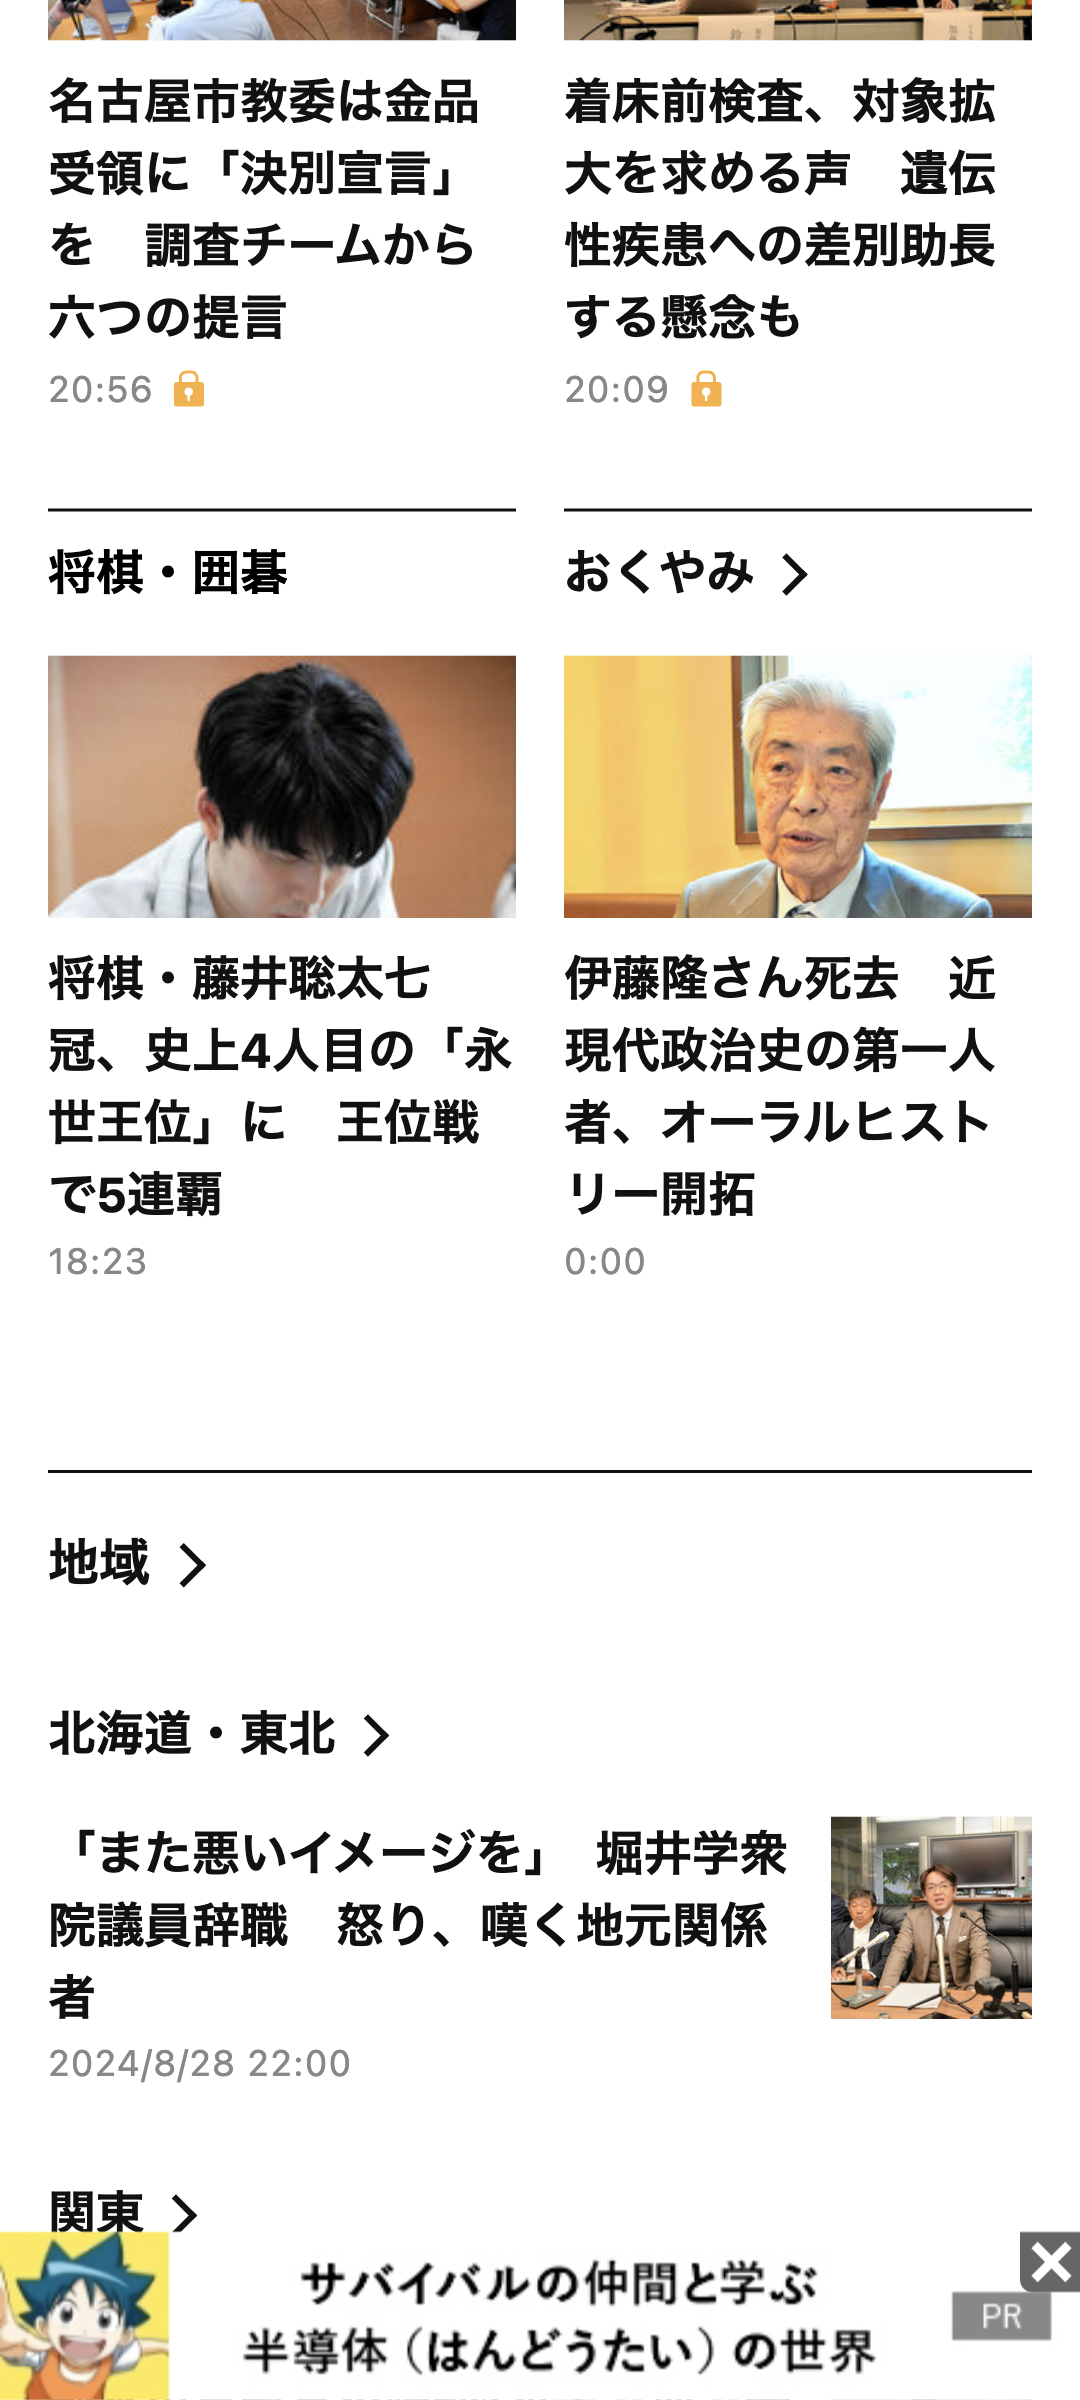 名古屋市教委は金品
受領に「決別宣言」
を　調査チームから
六つの提言
20:56
着床前検査、対象拡
大を求める声　遺伝
性疾患への差別助長
する懸念も
20:09
将棋・囲碁
将棋・藤井聡太七
冠、史上4人目の「永
世王位」に　王位戦
で5連覇
18:23
おくやみ
伊藤隆さん死去　近
現代政治史の第一人
者、オーラルヒスト
リー開拓
0:00
地域
北海道・東北
「また悪いイメージを」　堀井学衆
院議員辞職　怒り、嘆く地元関係
者
2024/8/28 22:00
関東
サバイバルの仲間と学ぶ
半導体（はんどうたい）の世界
PR